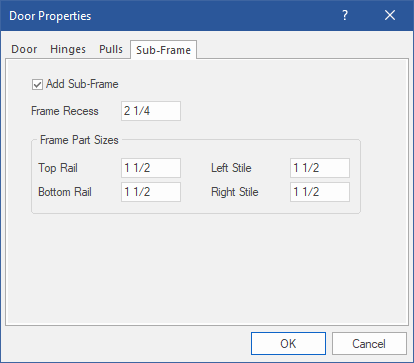 Door Properties ?
Door Hinges Pulls Sub-Frame
Add Sub-Frame
Frame Recess 2 1/4
Frame Part Sizes
Top Rail 1 1/2 Left Stile 1 1/2
Bottom Rail 1 1/2 Right Stile 1 1/2
OK Cancel